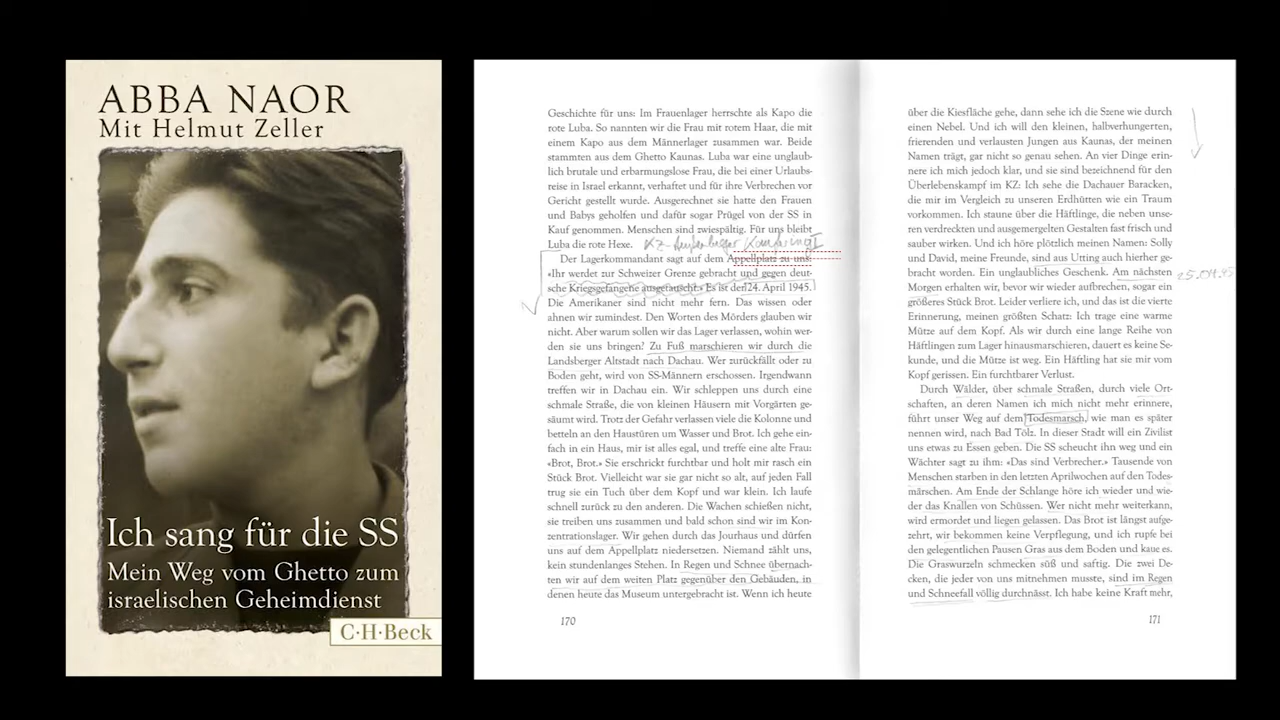 ABBA NAOR
Mit Helmut Zeller
Ich sang für die SS
Mein Weg vom Ghetto zum
israelischen Geheimdienst
C·H·Beck
Geschichte für uns: Im Frauenlager herrschte als Kapo die
rote Luba. So nannten wir die Frau mit rotem Haar, die mit
einem Kapo aus dem Männerlager zusammen war. Beide
stammten aus dem Ghetto Kaunas. Luba war eine unglaub-
lich brutale und erbarmungslose Frau, die bei einer Urlaubs-
reise in Israel erkannt, verhaftet und für ihre Verbrechen vor
Gericht gestellt wurde. Ausgerechnet sie hatte den Frauen
und Babys geholfen und dafür sogar Prügel von der SS in
Kauf genommen. Menschen sind zwiespältig. Für uns bleibt
Luba die rote Hexe. KZ- I
Der Lagerkommandant sagt auf dem Appellplatz zu uns:
«Ihr werdet zur Schweizer Grenze gebracht und gegen deut-
sche Kriegsgefangene ausgetauscht.» Es ist der 24. April 1945.
Die Amerikaner sind nicht mehr fern. Das wissen oder
ahnen wir zumindest. Den Worten des Mörders glauben wir
nicht. Aber warum sollen wir das Lager verlassen, wohin wer-
den sie uns bringen? Zu Fuß marschieren wir durch die
Landsberger Altstadt nach Dachau. Wer zurückfällt oder zu
Boden geht, wird von SS-Männern erschossen. Irgendwann
treffen wir in Dachau ein. Wir schleppen uns durch eine
schmale Straße, die von kleinen Häusern mit Vorgärten ge-
säumt wird. Trotz der Gefahr verlassen viele die Kolonne und
betteln an den Haustüren um Wasser und Brot. Ich gehe ein-
fach in ein Haus, mir ist alles egal, und treffe eine alte Frau:
«Brot, Brot.» Sie erschrickt furchtbar und holt mir rasch ein
Stück Brot. Vielleicht war sie gar nicht so alt, auf jeden Fall
trug sie ein Tuch über dem Kopf und war klein. Ich laufe
schnell zurück zu den anderen. Die Wachen schießen nicht,
sie treiben uns zusammen und bald schon sind wir im Kon-
zentrationslager. Wir gehen durch das Jourhaus und dürfen
uns auf dem Appellplatz niedersetzen. Niemand zählt uns,
kein stundenlanges Stehen. In Regen und Schnee übernach-
ten wir auf dem weiten Platz gegenüber den Gebäuden, in
denen heute das Museum untergebracht ist. Wenn ich heute
170
über die Kiesfläche gehe, dann sehe ich die Szene wie durch
einen Nebel. Und ich will den kleinen, halbverhungerten,
frierenden und verlausten Jungen aus Kaunas, der meinen
Namen trägt, gar nicht so genau sehen. An vier Dinge erin-
nere ich mich jedoch klar, und sie sind bezeichnend für den
Überlebenskampf im KZ: Ich sehe die Dachauer Baracken,
die mir im Vergleich zu unseren Erdhütten wie ein Traum
vorkommen. Ich staune über die Häftlinge, die neben unse-
ren verdreckten und ausgemergelten Gestalten fast frisch und
sauber wirken. Und ich höre plötzlich meinen Namen: Solly
und David, meine Freunde, sind aus Utting auch hierher ge-
bracht worden. Ein unglaubliches Geschenk. Am nächsten 25.04.45
Morgen erhalten wir, bevor wir wieder aufbrechen, sogar ein
größeres Stück Brot. Leider verliere ich, und das ist die vierte
Erinnerung, meinen größten Schatz: Ich trage eine warme
Mütze auf dem Kopf. Als wir durch eine lange Reihe von
Häftlingen zum Lager hinausmarschieren, dauert es keine Se-
kunde, und die Mütze ist weg. Ein Häftling hat sie mir vom
Kopf gerissen. Ein furchtbarer Verlust.
Durch Wälder, über schmale Straßen, durch viele Ort-
schaften, an deren Namen ich mich nicht mehr erinnere,
führt unser Weg auf dem Todesmarsch, wie man es später
nennen wird, nach Bad Tölz. In dieser Stadt will ein Zivilist
uns etwas zu Essen geben. Die SS scheucht ihn weg und ein
Wächter sagt zu ihm: «Das sind Verbrecher.» Tausende von
Menschen starben in den letzten Aprilwochen auf den Todes-
märschen. Am Ende der Schlange höre ich wieder und wie-
der das Knallen von Schüssen. Wer nicht mehr weiterkann,
wird ermordet und liegen gelassen. Das Brot ist längst aufge-
zehrt, wir bekommen keine Verpflegung, und ich rupfe bei
den gelegentlichen Pausen Gras aus dem Boden und kaue es.
Die Graswurzeln schmecken süß und saftig. Die zwei De-
cken, die jeder von uns mitnehmen musste, sind im Regen
und Schneefall völlig durchnässt. Ich habe keine Kraft mehr,
171